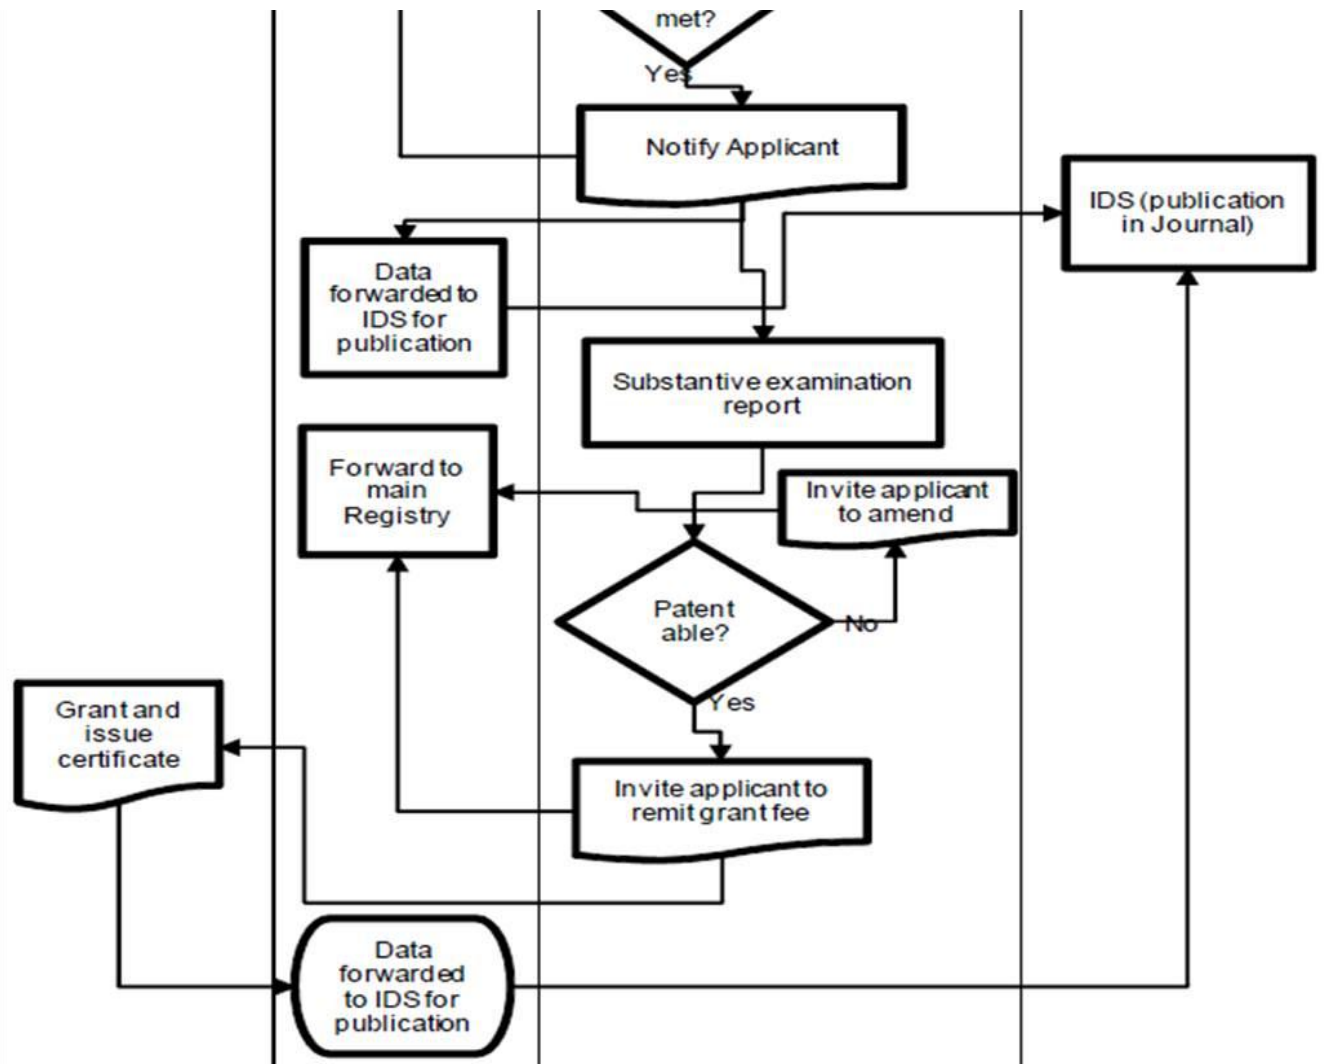 met?
Yes
Notify Applicant
IDS (publication
in Journal)
Data
forwarded to
IDS for
publication
Substantive examination
report
Forward to
main
Registry
Invite applicant
to amend
Patent
able?
No
Yes
Grant and
issue
certificate
Invite applicant to
remit grant fee
Data
forwarded
to IDS for
publication